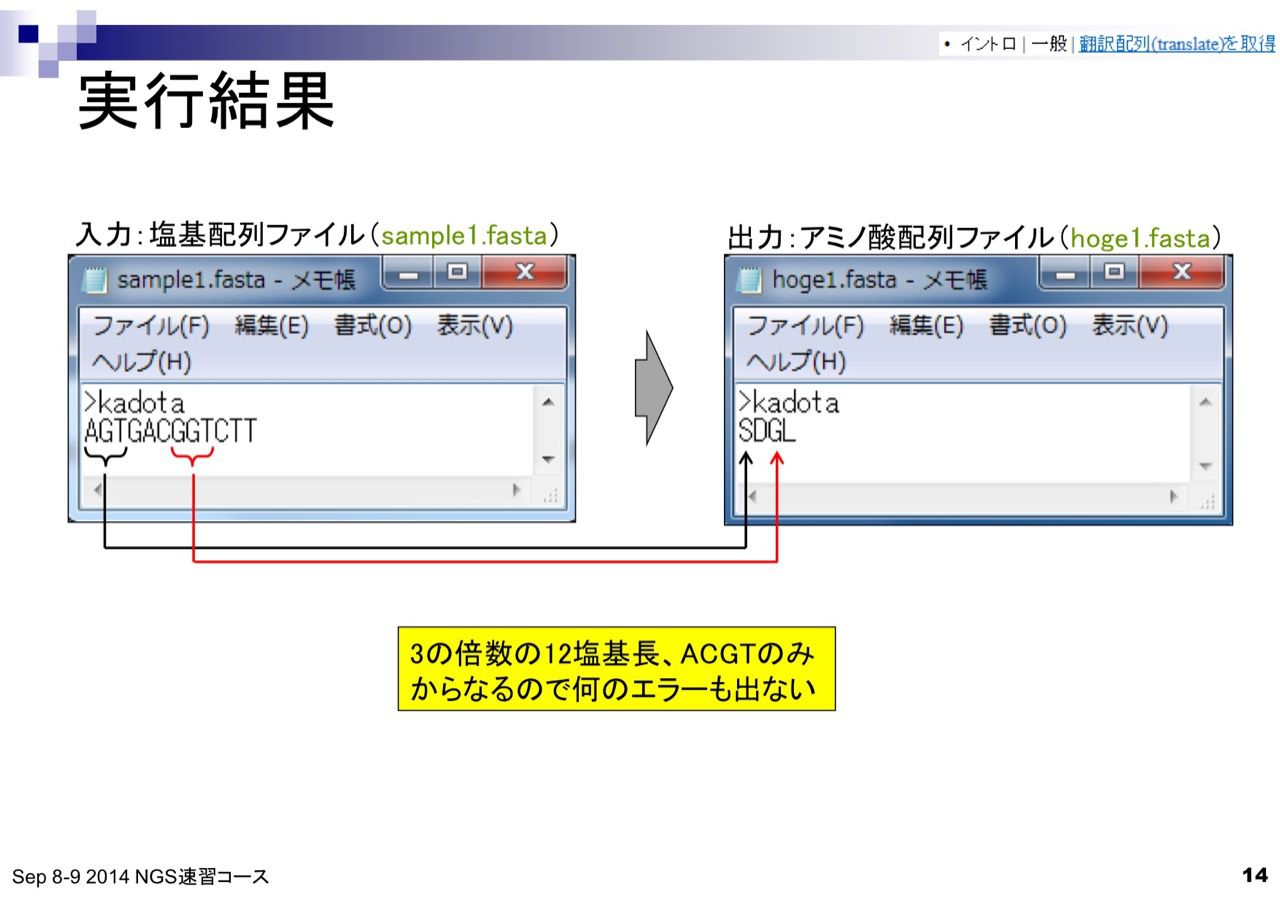 • イントロ | 一般 | 翻訳配列(translate)を取得
実行結果
入力：塩基配列ファイル（sample1.fasta）
sample1.fasta - メモ帳
ファイル(F) 編集(E) 書式(O) 表示(V)
ヘルプ(H)
>kadota
AGTGACGGTCTT
出力：アミノ酸配列ファイル（hoge1.fasta）
hoge1.fasta - メモ帳
ファイル(F) 編集(E) 書式(O) 表示(V)
ヘルプ(H)
>kadota
SDGL
3の倍数の12塩基長、ACGTのみ
からなるので何のエラーも出ない
Sep 8-9 2014 NGS速習コース
14